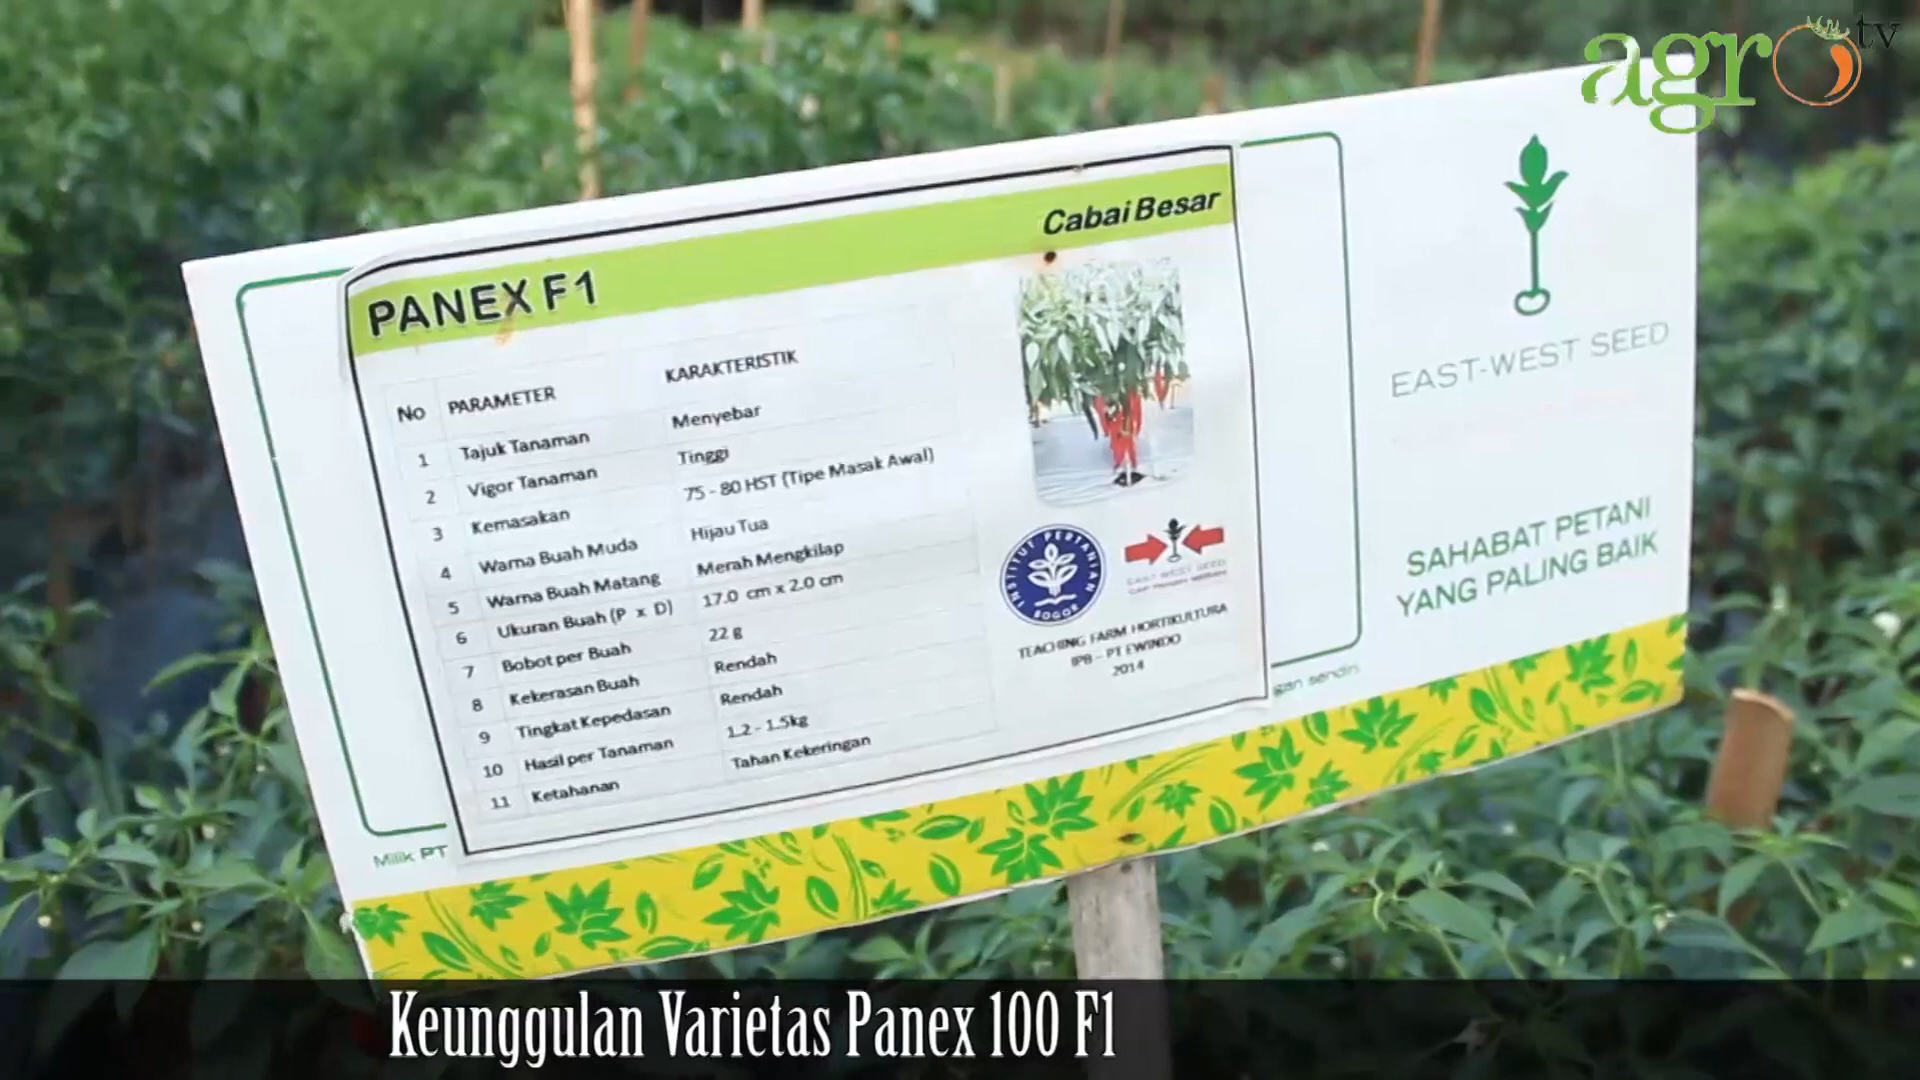 agro tv
Cabai Besar
PANEX F1
No PARAMETER KARAKTERISTIK
1 Tajuk Tanaman Menyebar
2 Vigor Tanaman Tinggi
3 Kemasakan 75 - 80 HST (Tipe Masak Awal)
4 Warna Buah Muda Hijau Tua
5 Warna Buah Matang Merah Mengkilap
6 Ukuran Buah (P x D) 17.0 cm x 2.0 cm
7 Bobot per Buah 22 g
8 Kekerasan Buah Rendah
9 Tingkat Kepedasan Rendah
10 Hasil per Tanaman 1.2 - 1.5kg
11 Ketahanan Tahan Kekeringan
INSTITUT PERTANIAN BOGOR
EAST WEST SEED
TEACHING FARM HORTIKULTURA
IPB - PT EWINDO
2014
EAST-WEST SEED
SAHABAT PETANI
YANG PALING BAIK
Milik PT
gan sendiri
Keunggulan Varietas Panex 100 F1